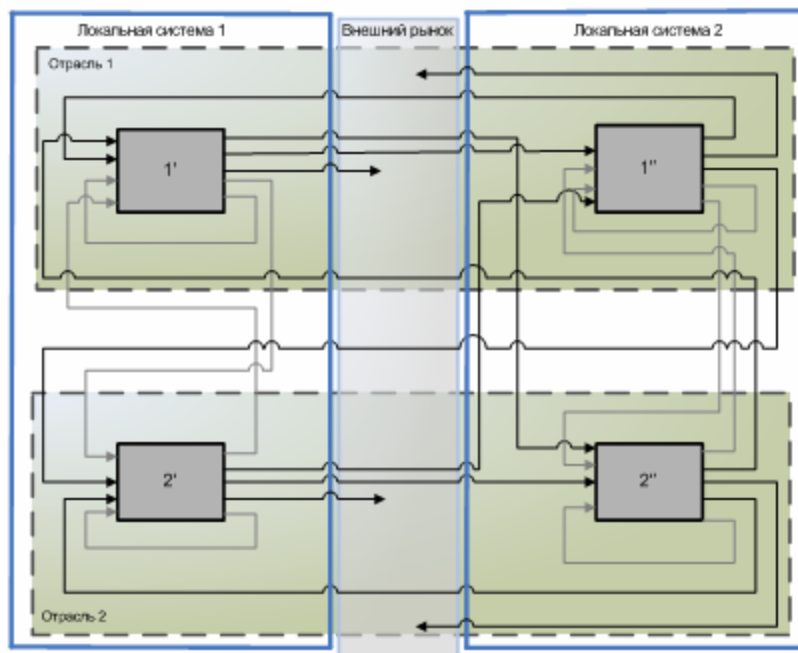 Локальная система 1
Внешний рынок
Локальная система 2
Отрасль 1
1'
1"
2'
2"
Отрасль 2